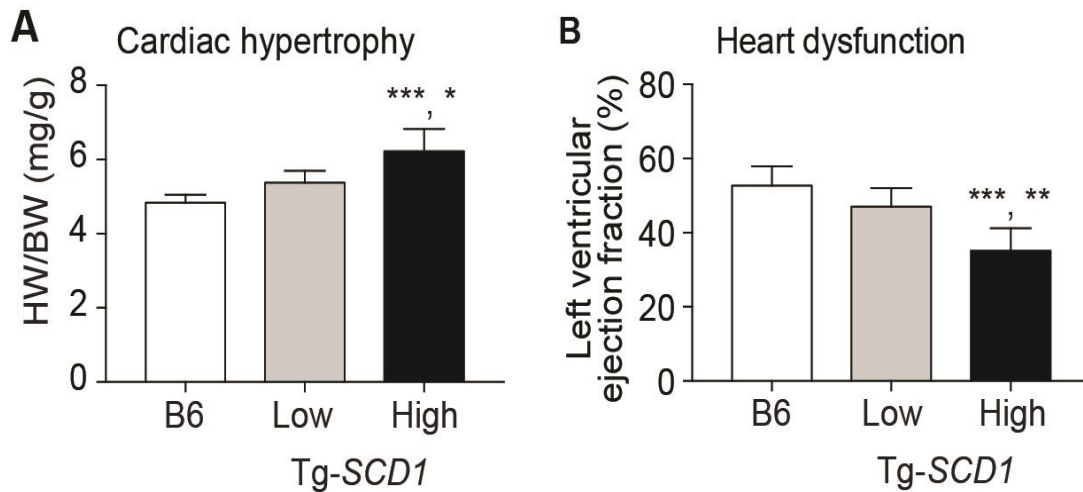 A
Cardiac hypertrophy
HW/BW (mg/g)
8
6
4
2
0
***, *
B6
Low
High
Tg-SCD1
B
Heart dysfunction
Left ventricular
ejection fraction (%)
80
60
40
20
0
***, **
B6
Low
High
Tg-SCD1